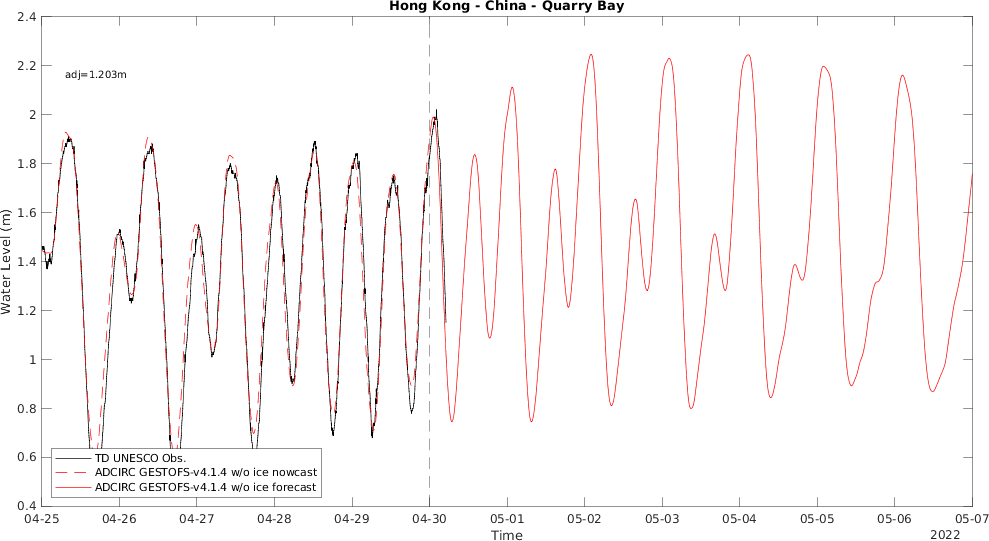 Hong Kong - China - Quarry Bay
2.4
2.2
2
1.8
1.6
1.4
1.2
1
0.8
0.6
0.4
Water Level (m)
adj=1.203m
TD UNESCO Obs.
ADCIRC GESTOFS-v4.1.4 w/o ice nowcast
ADCIRC GESTOFS-v4.1.4 w/o ice forecast
04-25 04-26 04-27 04-28 04-29 04-30 05-01 05-02 05-03 05-04 05-05 05-06 05-07
Time
2022